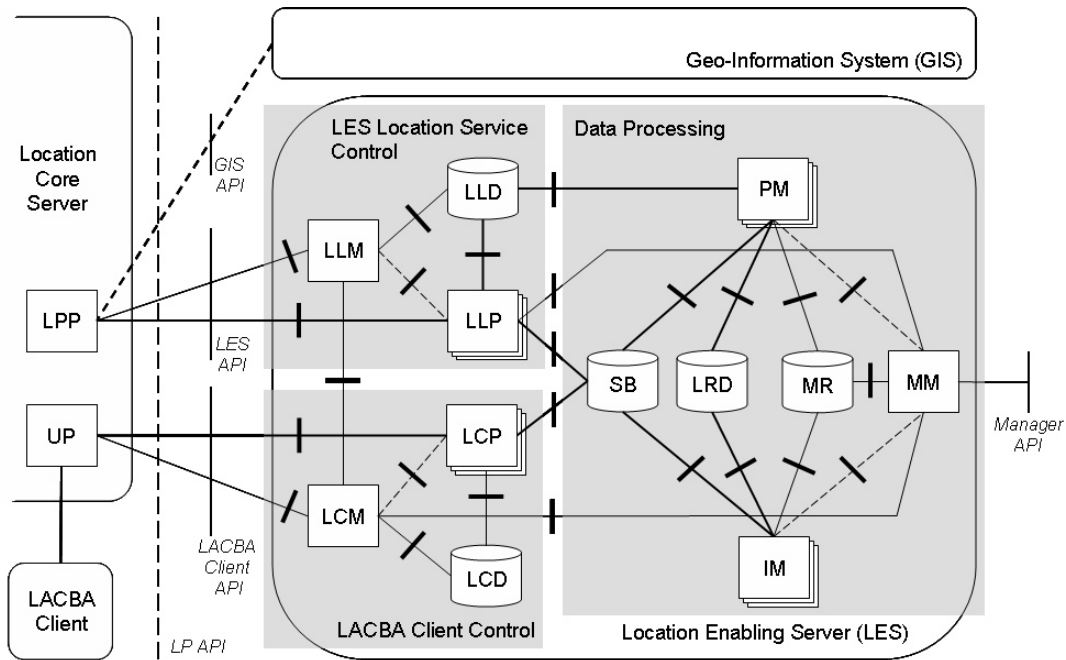 Geo-Information System (GIS)
Location
Core
Server
GIS
API
LES Location Service
Control
Data Processing
LLD
PM
LLM
LPP
LES
API
LLP
SB
LRD
MR
MM
Manager
API
UP
LCP
LCM
LACBA
Client
API
LCD
IM
LACBA
Client
LP API
LACBA Client Control
Location Enabling Server (LES)